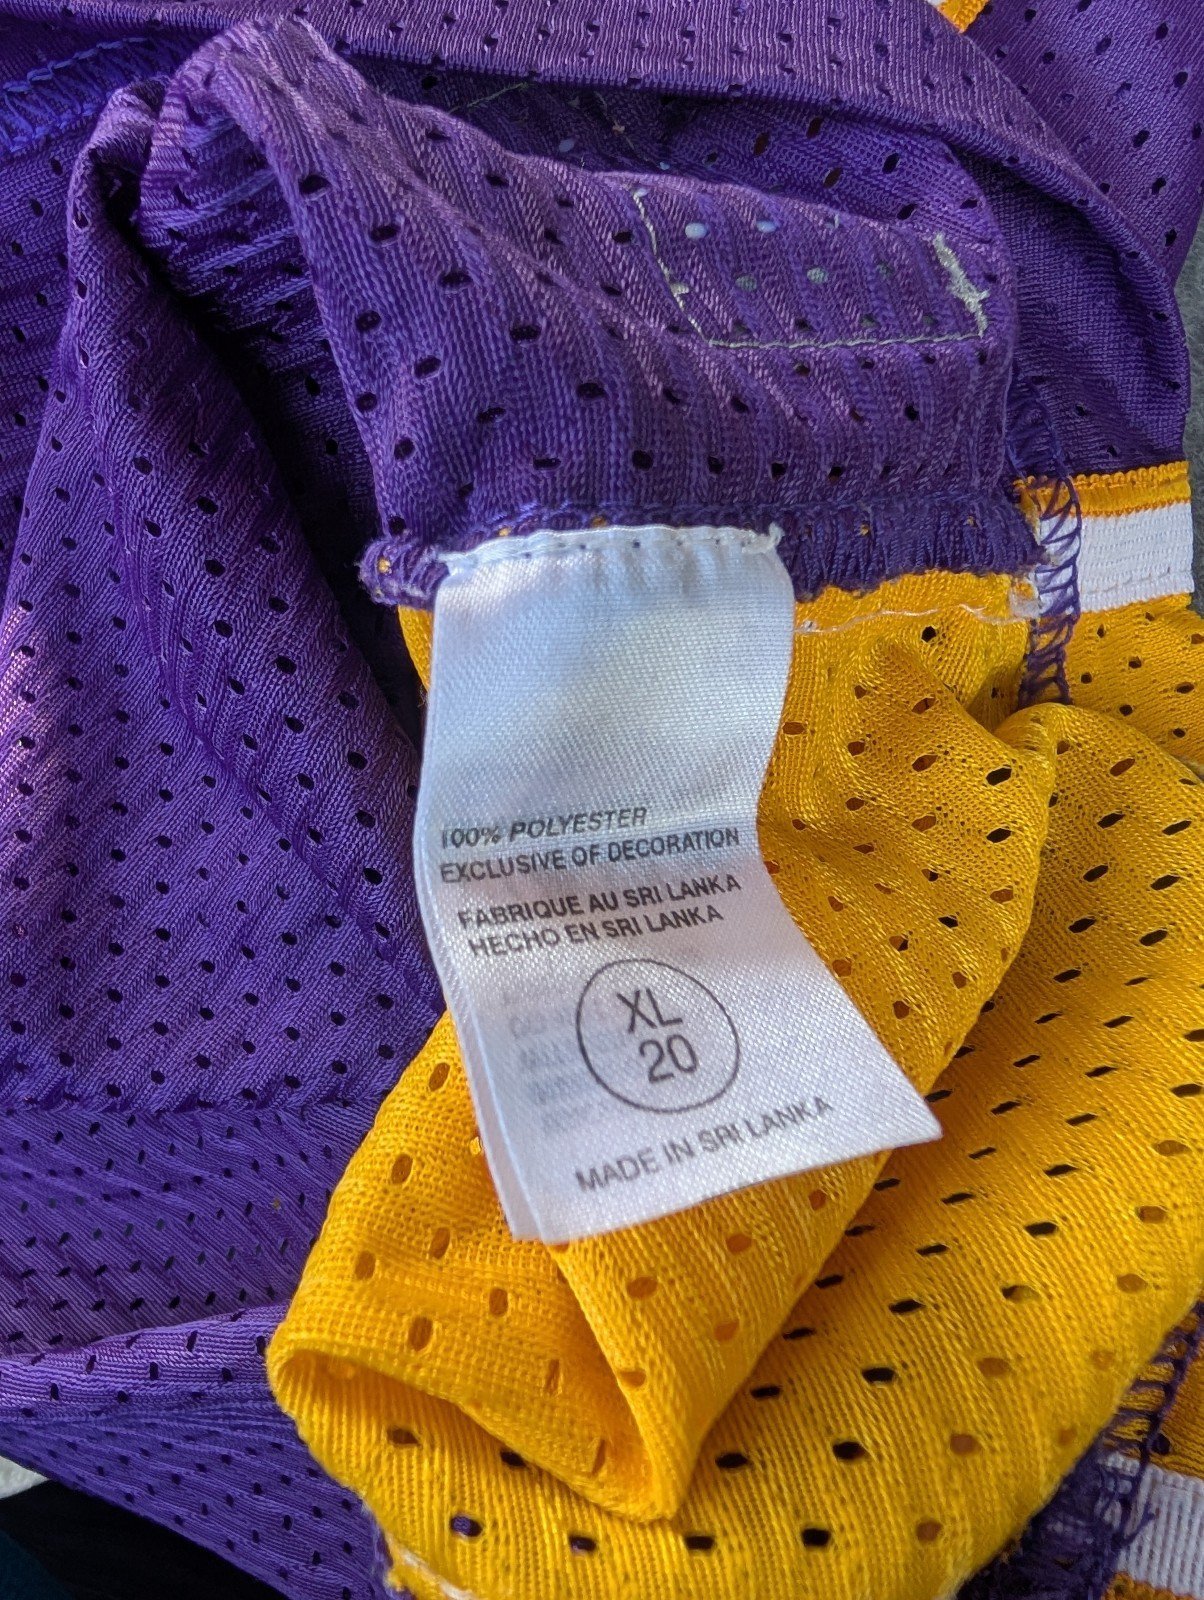 100% POLYESTER
EXCLUSIVE OF DECORATION
FABRIQUE AU SRI LANKA
HECHO EN SRI LANKA
XL
20
MADE IN SRI LANKA